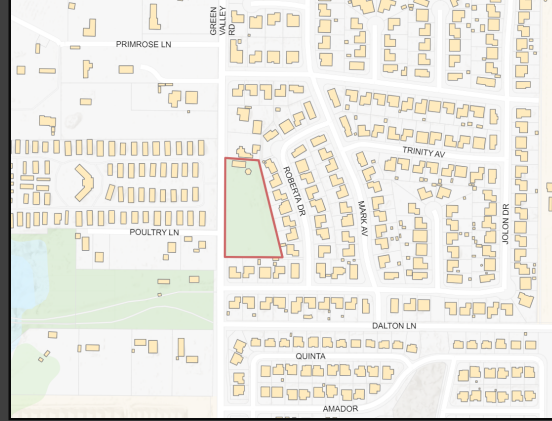 GREEN
VALLEY
RD
PRIMROSE LN
TRINITY AV
ROBERTA DR
MARK AV
JOLON DR
POULTRY LN
DALTON LN
QUINTA
AMADOR